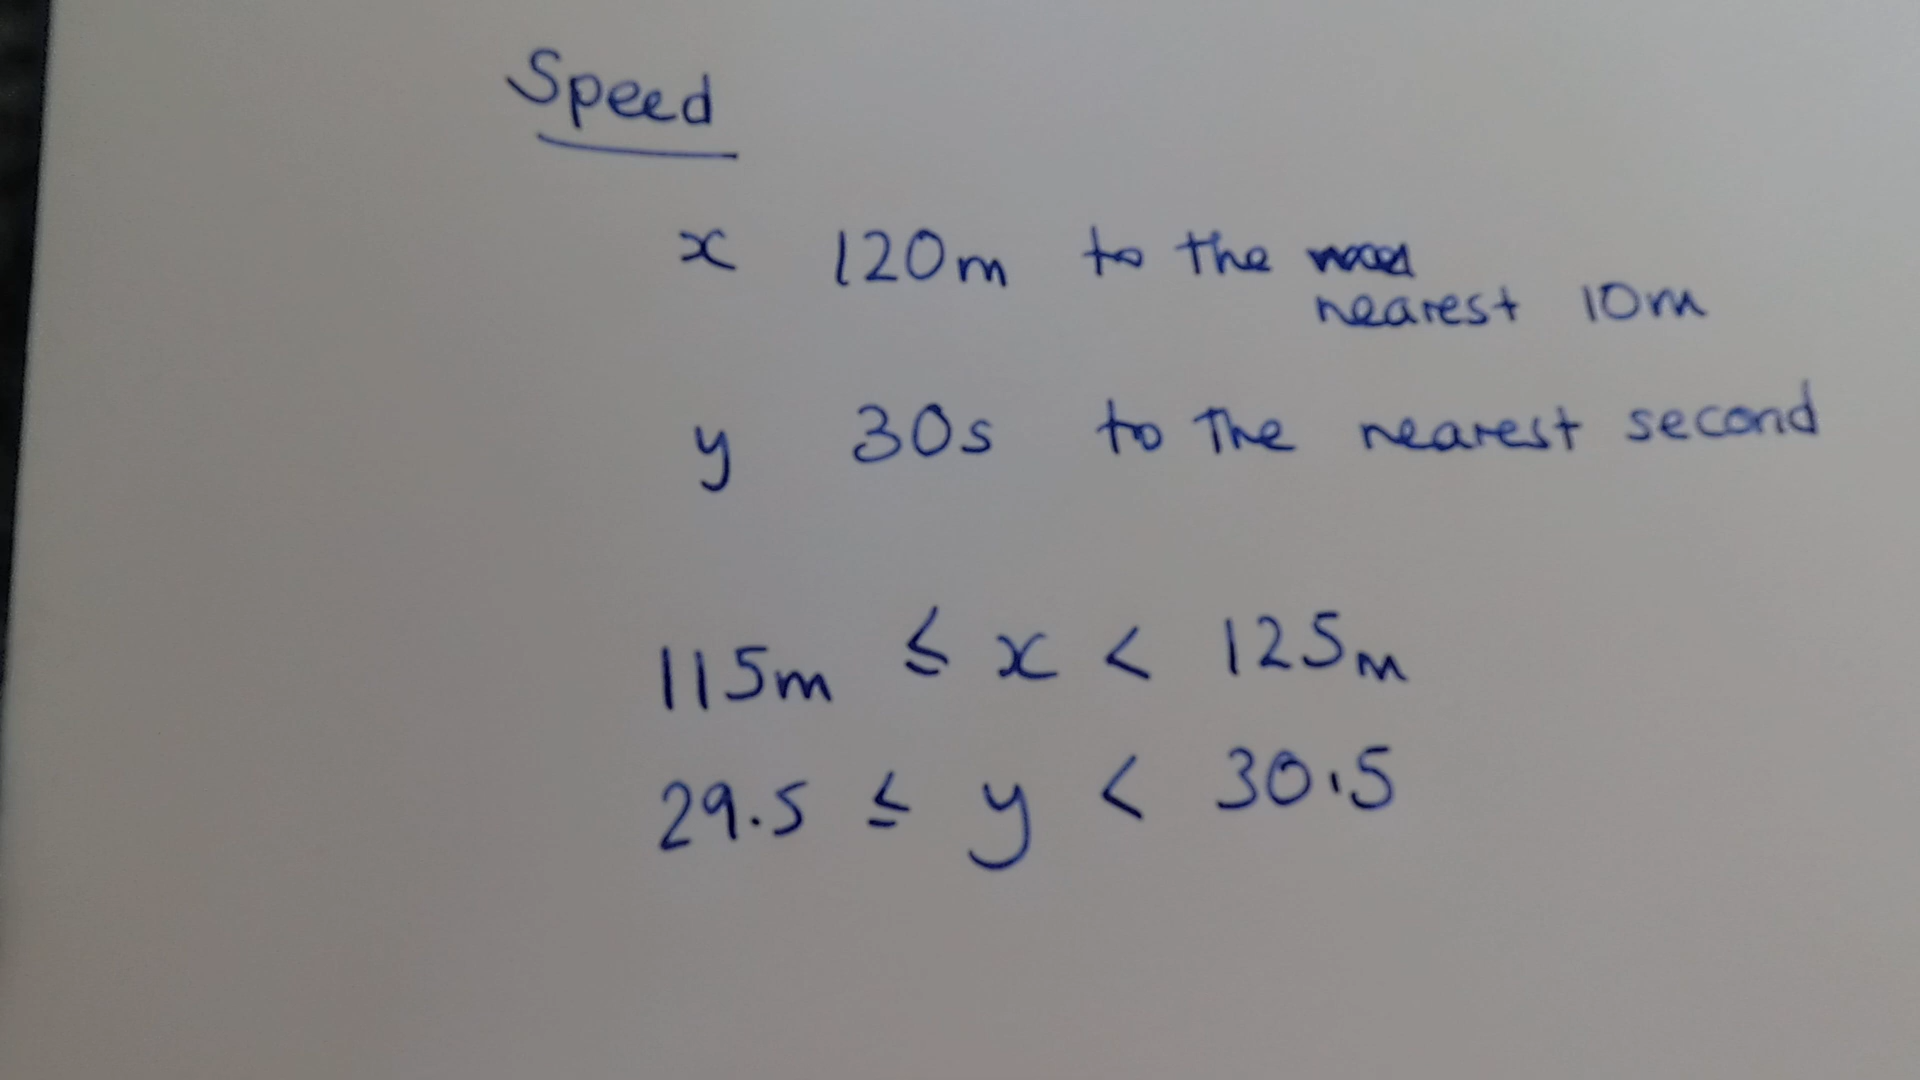 Speed
x 120m to the
nearest 10m
y 30s to the nearest second
115m ≤ x < 125m
29.5 ≤ y < 30.5